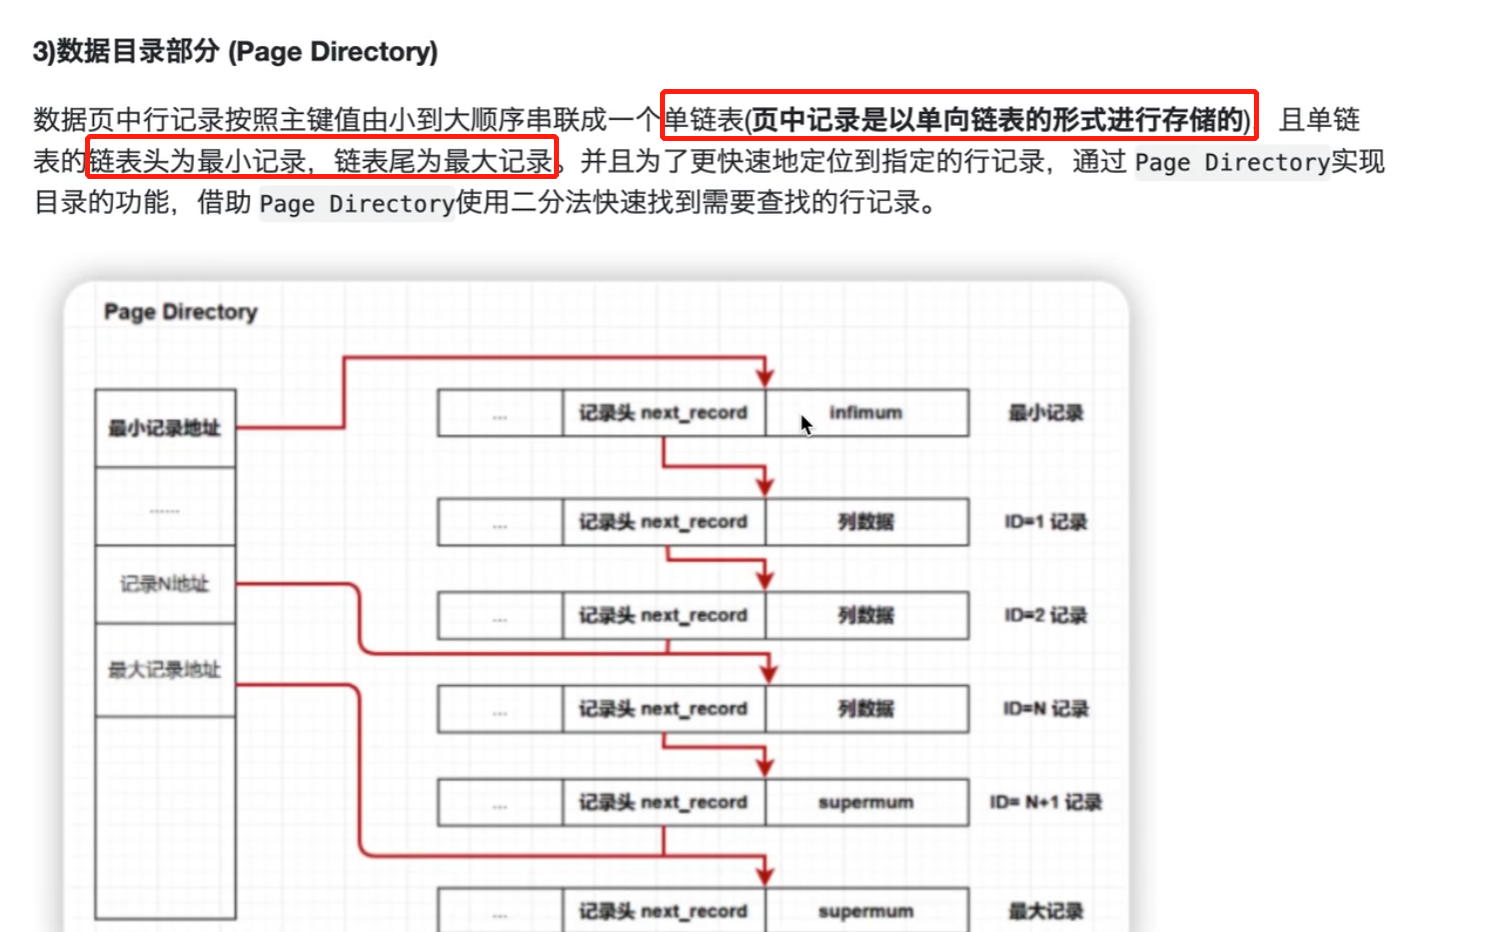 3)数据目录部分 (Page Directory)
数据页中行记录按照主键值由小到大顺序串联成一个单链表(页中记录是以单向链表的形式进行存储的)， 且单链
表的链表头为最小记录，链表尾为最大记录。并且为了更快速地定位到指定的行记录，通过 Page Directory实现
目录的功能，借助 Page Directory使用二分法快速找到需要查找的行记录。
Page Directory
最小记录地址
... 记录头 next_record infimum 最小记录
......
... 记录头 next_record 列数据 ID=1 记录
记录N地址
... 记录头 next_record 列数据 ID=2 记录
最大记录地址
... 记录头 next_record 列数据 ID=N 记录
... 记录头 next_record supermum ID= N+1 记录
... 记录头 next_record supermum 最大记录